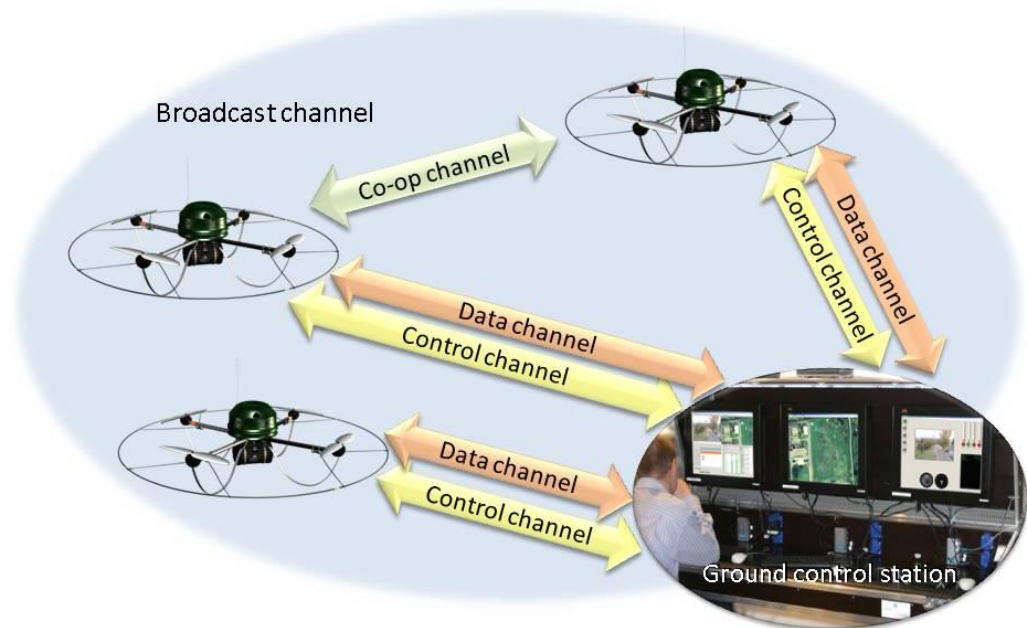 Broadcast channel
Co-op channel
Control channel
Data channel
Data channel
Control channel
Data channel
Control channel
Ground control station